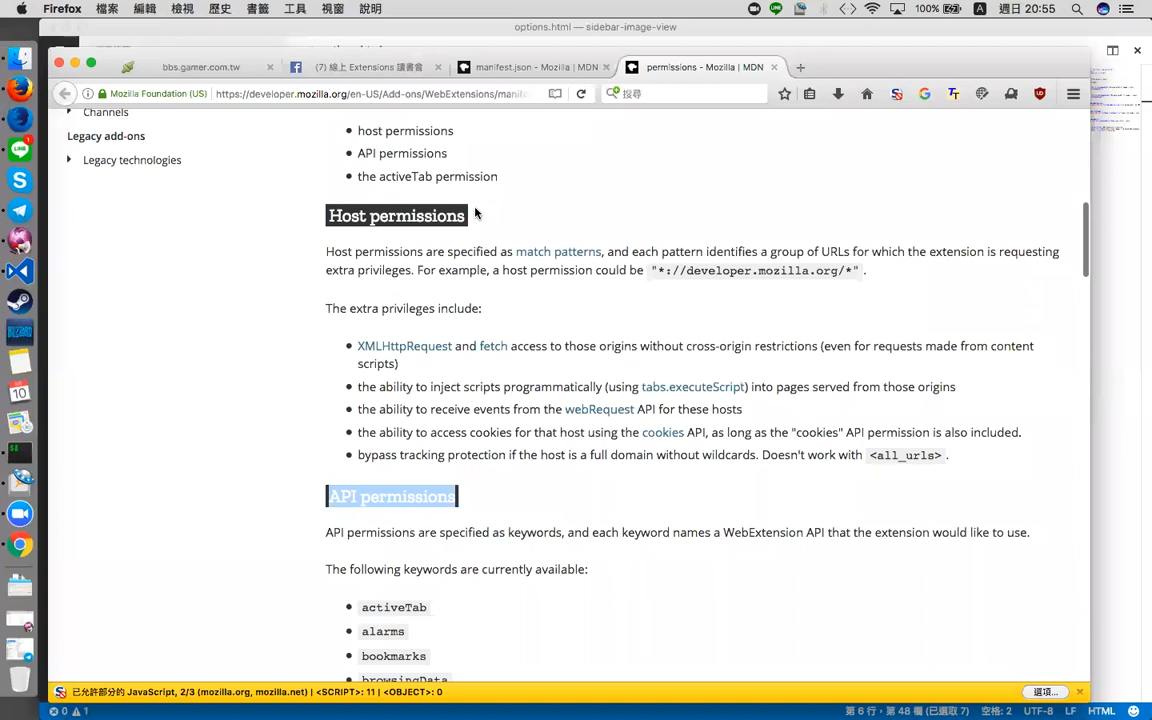 Firefox 檔案 編輯 檢視 歷史 書籤 工具 視窗 說明 100% A 週日 20:55
options.html — sidebar-image-view
bbs.gamer.com.tw × (7) 線上 Extensions 讀書會 × manifest.json - Mozilla | MDN × permissions - Mozilla | MDN × +
Mozilla Foundation (US) https://developer.mozilla.org/en-US/Add-ons/WebExtensions/manife 搜尋
Channels
Legacy add-ons
Legacy technologies
host permissions
API permissions
the activeTab permission
Host permissions
Host permissions are specified as match patterns, and each pattern identifies a group of URLs for which the extension is requesting
extra privileges. For example, a host permission could be "*://developer.mozilla.org/*".
The extra privileges include:
XMLHttpRequest and fetch access to those origins without cross-origin restrictions (even for requests made from content
scripts)
the ability to inject scripts programmatically (using tabs.executeScript) into pages served from those origins
the ability to receive events from the webRequest API for these hosts
the ability to access cookies for that host using the cookies API, as long as the "cookies" API permission is also included.
bypass tracking protection if the host is a full domain without wildcards. Doesn't work with <all_urls>.
API permissions
API permissions are specified as keywords, and each keyword names a WebExtension API that the extension would like to use.
The following keywords are currently available:
activeTab
alarms
bookmarks
browsingData
已允許部分的 JavaScript, 2/3 (mozilla.org, mozilla.net) | <SCRIPT>: 11 | <OBJECT>: 0 選項... ×
0 1 第 6 行，第 48 欄 (已選取 7) 空格: 2 UTF-8 LF HTML